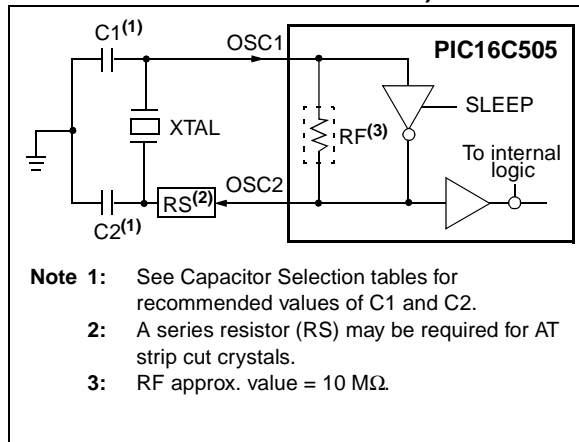 C1(1)
OSC1
PIC16C505
SLEEP
XTAL
RF(3)
To internal
logic
OSC2
RS(2)
C2(1)
Note 1: See Capacitor Selection tables for
recommended values of C1 and C2.
2: A series resistor (RS) may be required for AT
strip cut crystals.
3: RF approx. value = 10 MΩ.